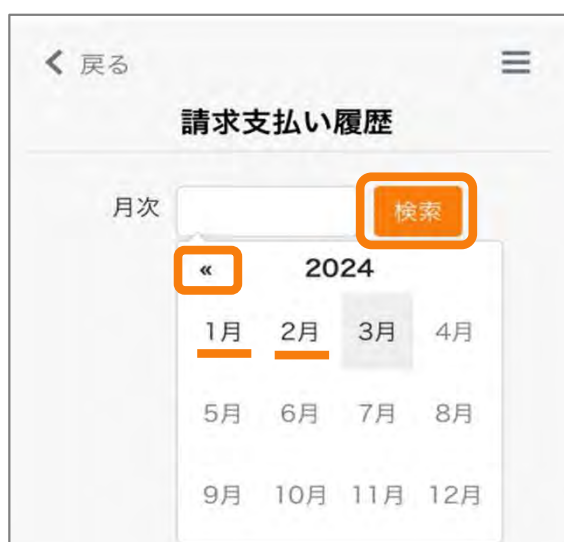 戻る
請求支払い履歴
月次 検索
« 2024
1月 2月 3月 4月
5月 6月 7月 8月
9月 10月 11月 12月